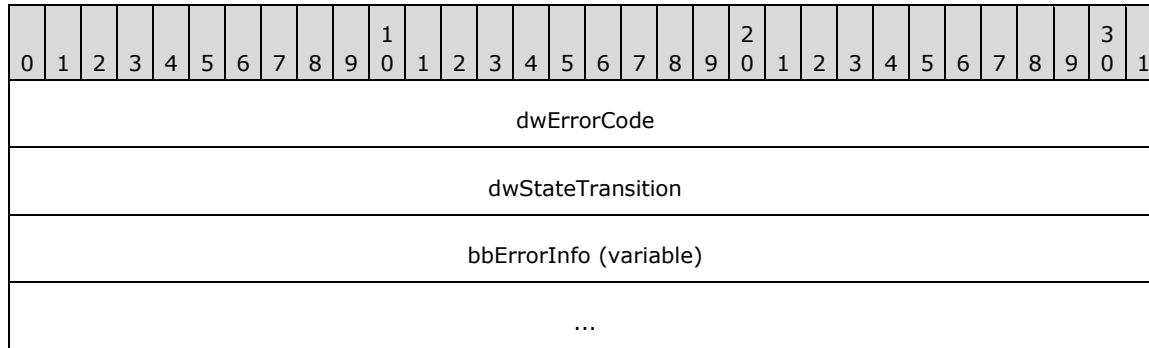 1 2 3
0 1 2 3 4 5 6 7 8 9 0 1 2 3 4 5 6 7 8 9 0 1 2 3 4 5 6 7 8 9 0 1
dwErrorCode
dwStateTransition
bbErrorInfo (variable)
...